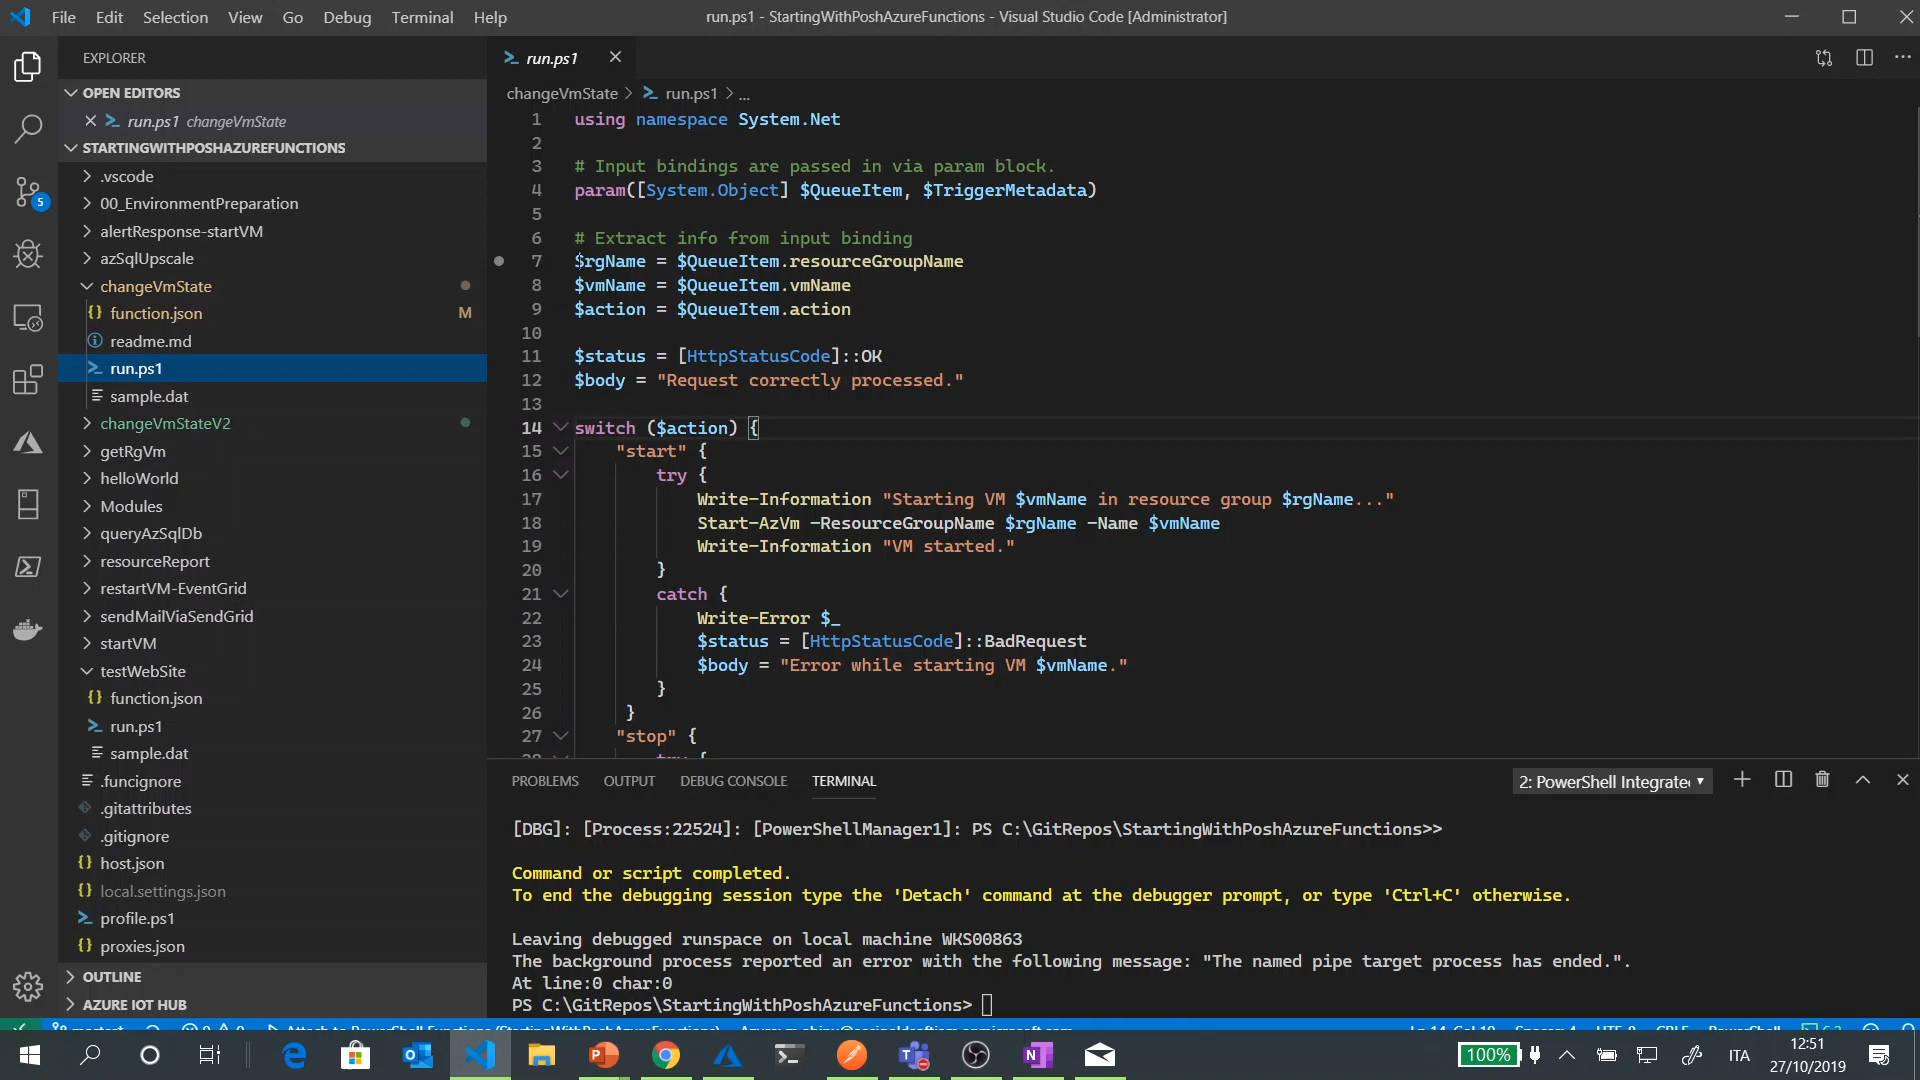 File Edit Selection View Go Debug Terminal Help
run.ps1 - StartingWithPoshAzureFunctions - Visual Studio Code [Administrator]
EXPLORER
OPEN EDITORS
run.ps1 changeVmState
STARTINGWITHPOSHAZUREFUNCTIONS
.vscode
00_EnvironmentPreparation
alertResponse-startVM
azSqlUpscale
changeVmState
function.json M
readme.md
run.ps1
sample.dat
changeVmStateV2
getRgVm
helloWorld
Modules
queryAzSqlDb
resourceReport
restartVM-EventGrid
sendMailViaSendGrid
startVM
testWebSite
function.json
run.ps1
sample.dat
.funcignore
.gitattributes
.gitignore
host.json
local.settings.json
profile.ps1
proxies.json
OUTLINE
AZURE IOT HUB
5
run.ps1
changeVmState > run.ps1 > ...
1 using namespace System.Net
2
3 # Input bindings are passed in via param block.
4 param([System.Object] $QueueItem, $TriggerMetadata)
5
6 # Extract info from input binding
7 $rgName = $QueueItem.resourceGroupName
8 $vmName = $QueueItem.vmName
9 $action = $QueueItem.action
10
11 $status = [HttpStatusCode]::OK
12 $body = "Request correctly processed."
13
14 switch ($action) {
15 "start" {
16 try {
17 Write-Information "Starting VM $vmName in resource group $rgName..."
18 Start-AzVm -ResourceGroupName $rgName -Name $vmName
19 Write-Information "VM started."
20 }
21 catch {
22 Write-Error $_
23 $status = [HttpStatusCode]::BadRequest
24 $body = "Error while starting VM $vmName."
25 }
26 }
27 "stop" {
28 try {
PROBLEMS OUTPUT DEBUG CONSOLE TERMINAL
2: PowerShell Integrate
[DBG]: [Process:22524]: [PowerShellManager1]: PS C:\GitRepos\StartingWithPoshAzureFunctions>>
Command or script completed.
To end the debugging session type the 'Detach' command at the debugger prompt, or type 'Ctrl+C' otherwise.
Leaving debugged runspace on local machine WKS00863
The background process reported an error with the following message: "The named pipe target process has ended.".
At line:0 char:0
PS C:\GitRepos\StartingWithPoshAzureFunctions>
100%
ITA
12:51
27/10/2019